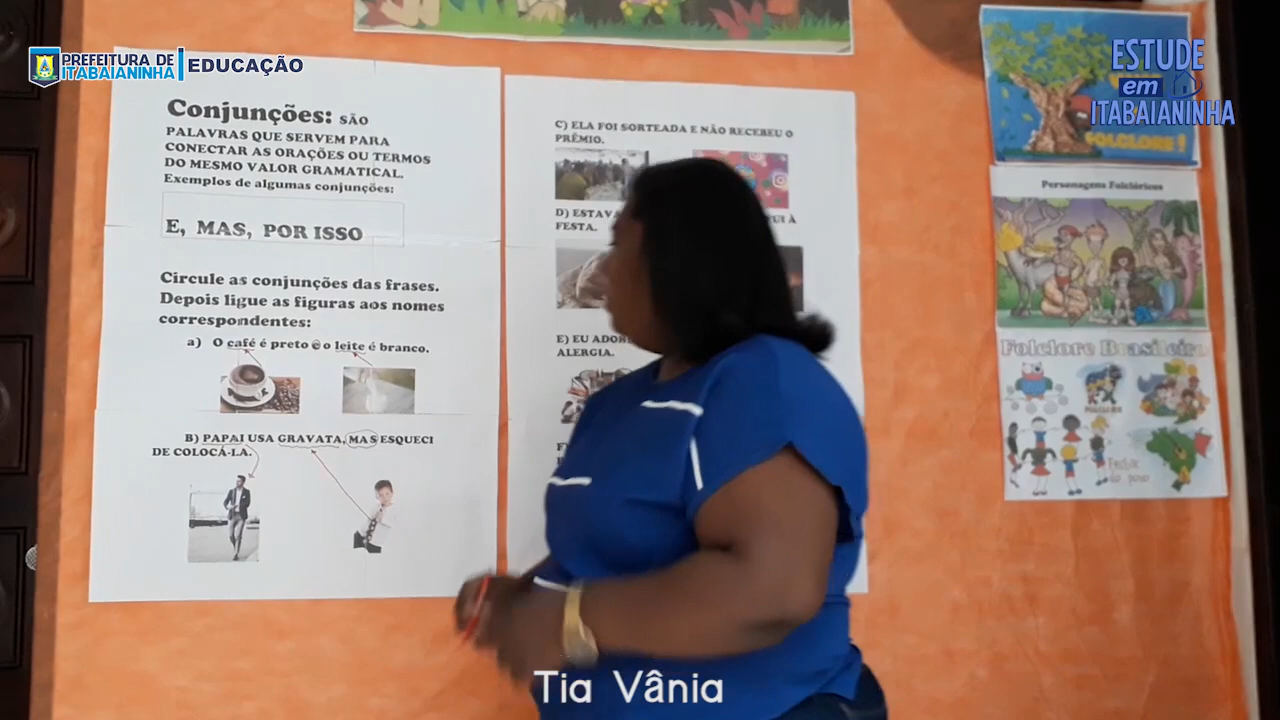 PREFEITURA DE
ITABAIANINHA
EDUCAÇÃO
ESTUDE
em
ITABAIANINHA
Conjunções: SÃO
PALAVRAS QUE SERVEM PARA
CONECTAR AS ORAÇÕES OU TERMOS
DO MESMO VALOR GRAMATICAL.
Exemplos de algumas conjunções:
E, MAS, POR ISSO
Circule as conjunções das frases.
Depois ligue as figuras aos nomes
correspondentes:
a) O café é preto e o leite é branco.
B) PAPAI USA GRAVATA, MAS ESQUECI
DE COLOCÁ-LA.
C) ELA FOI SORTEADA E NÃO RECEBEU O
PRÊMIO.
D) ESTAVA
À
FESTA.
E) EU
ALERGIA.
FOLCLORE!
Personagens Folclóricos
Folclore Brasileiro
FOLCLORE
Tia Vânia